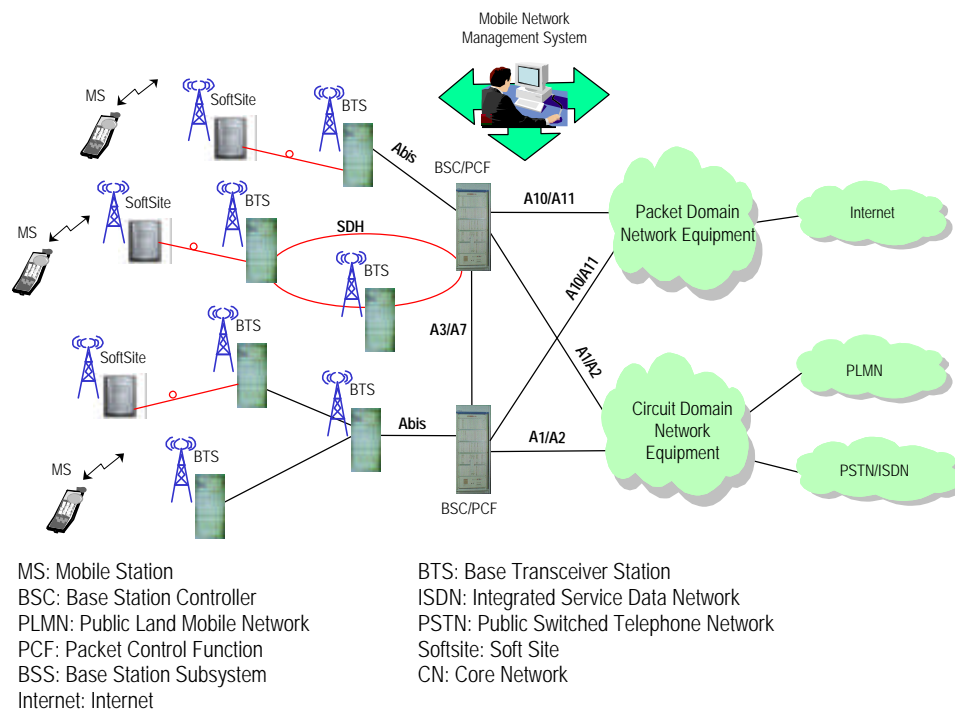 Mobile Network
Management System
MS
SoftSite
BTS
Abis
BSC/PCF
A10/A11
Packet Domain
Network Equipment
Internet
MS
SoftSite
BTS
SDH
BTS
A10/A11
A3/A7
A1/A2
SoftSite
BTS
BTS
Abis
A1/A2
Circuit Domain
Network
Equipment
PLMN
PSTN/ISDN
MS
BTS
BSC/PCF
MS: Mobile Station
BSC: Base Station Controller
PLMN: Public Land Mobile Network
PCF: Packet Control Function
BSS: Base Station Subsystem
Internet: Internet
BTS: Base Transceiver Station
ISDN: Integrated Service Data Network
PSTN: Public Switched Telephone Network
Softsite: Soft Site
CN: Core Network